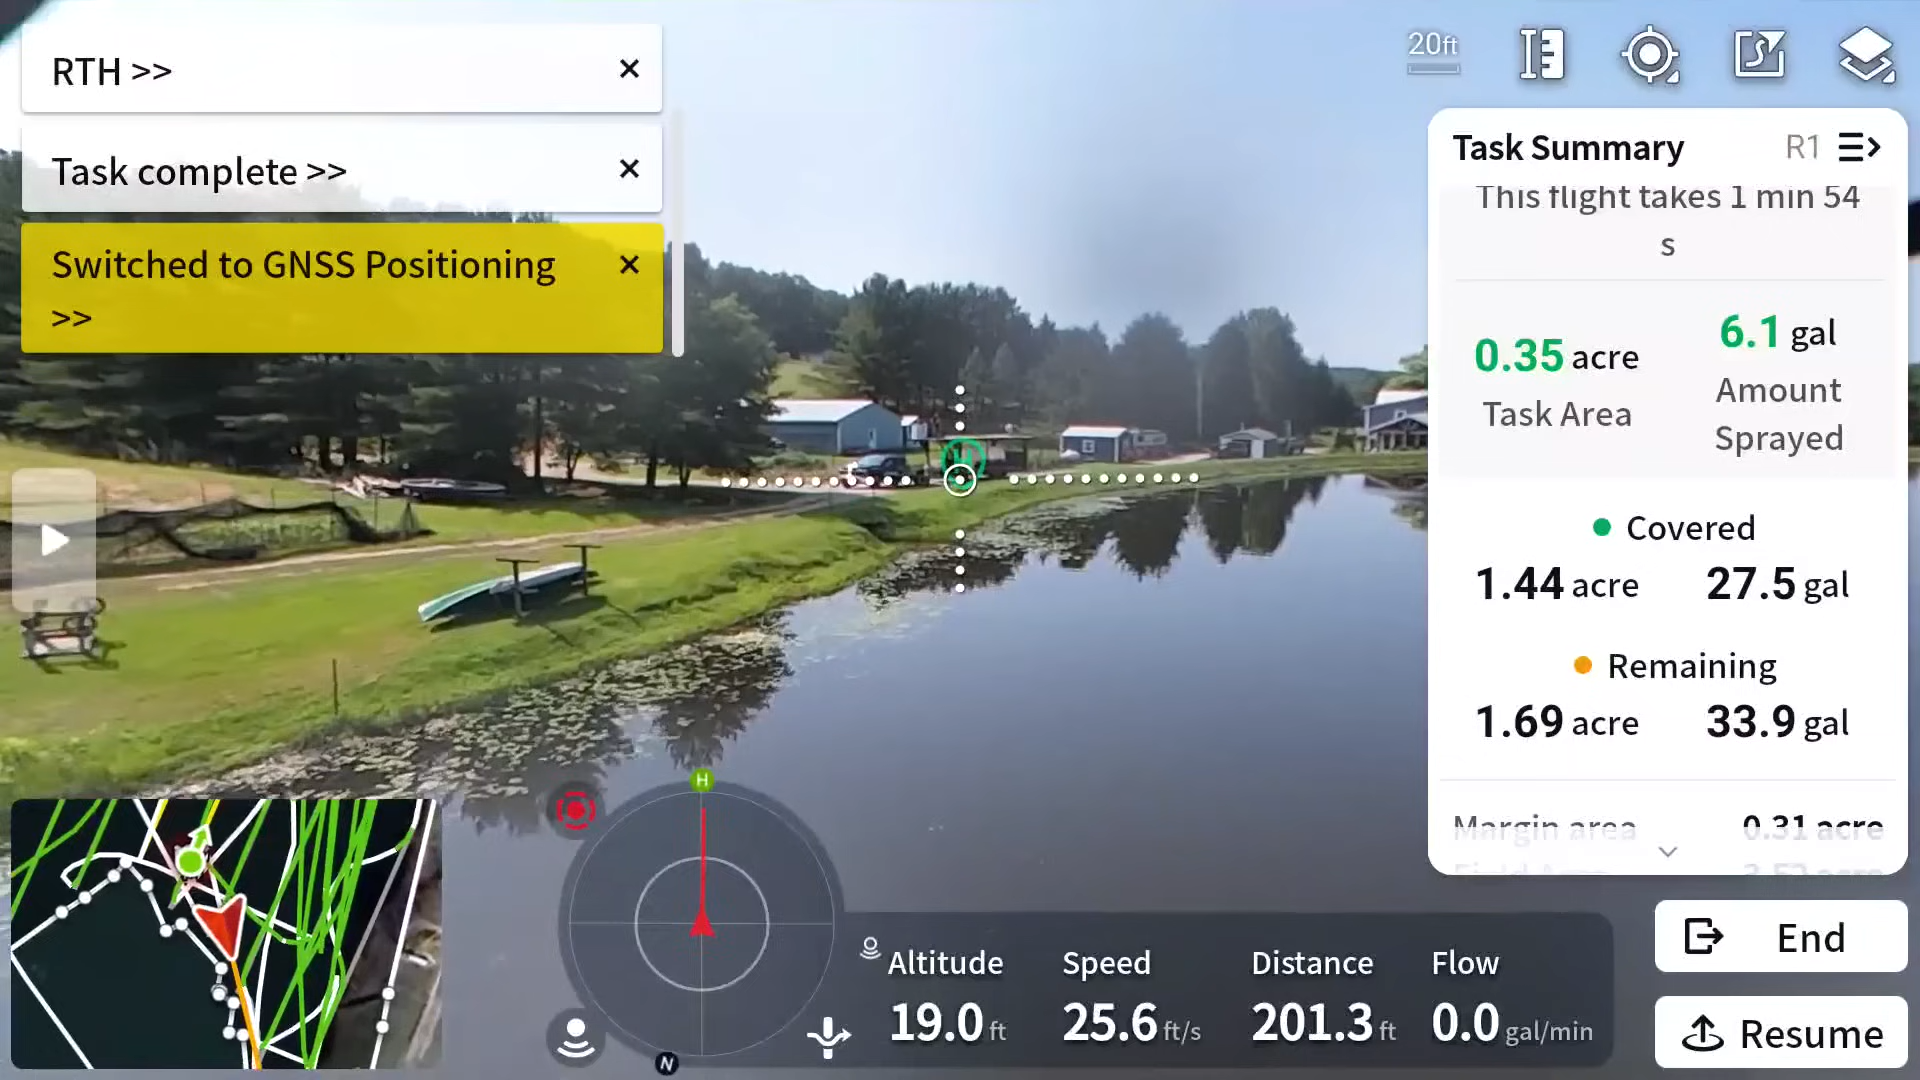 RTH >>
Task complete >>
Switched to GNSS Positioning
>>
20ft
Task Summary R1
This flight takes 1 min 54
s
0.35 acre
Task Area
6.1 gal
Amount
Sprayed
Covered
1.44 acre 27.5 gal
Remaining
1.69 acre 33.9 gal
Margin area 0.31 acre
H
H
N
Altitude Speed Distance Flow
19.0 ft 25.6 ft/s 201.3 ft 0.0 gal/min
End
Resume